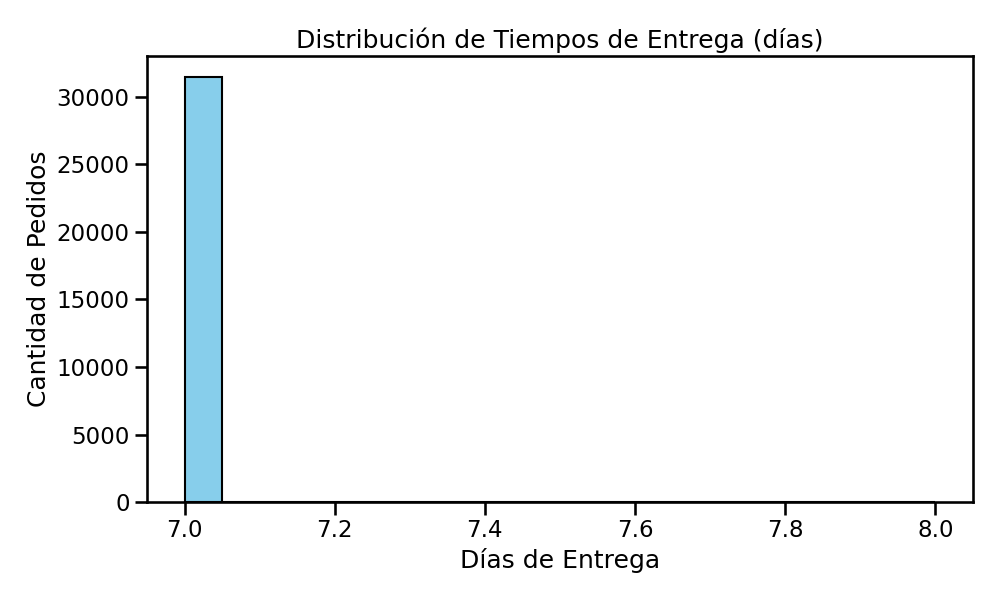 Distribución de Tiempos de Entrega (días)
Cantidad de Pedidos
30000
25000
20000
15000
10000
5000
0
7.0 7.2 7.4 7.6 7.8 8.0
Días de Entrega